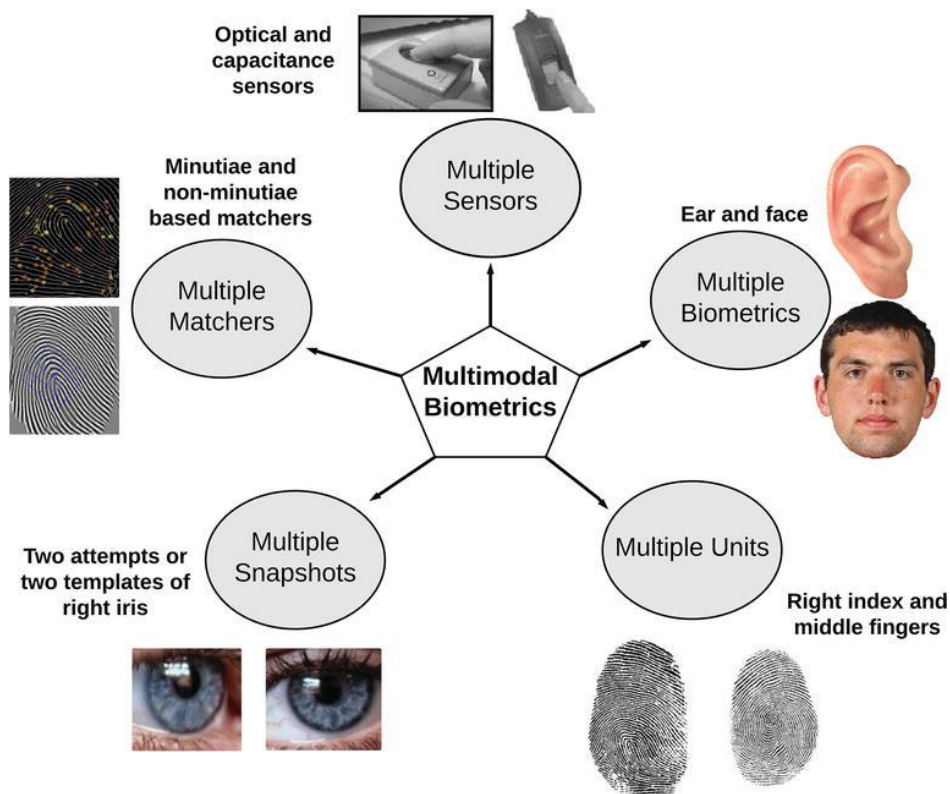 Optical and
capacitance
sensors
Multiple
Sensors
Minutiae and
non-minutiae
based matchers
Multiple
Matchers
Ear and face
Multiple
Biometrics
Multimodal
Biometrics
Two attempts or
two templates of
right iris
Multiple
Snapshots
Multiple Units
Right index and
middle fingers